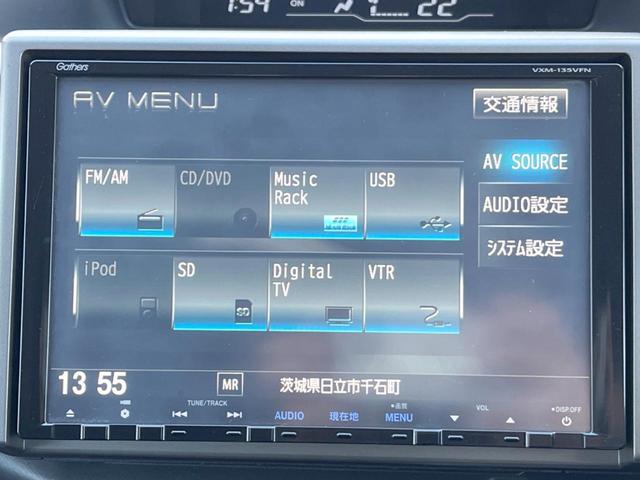 1:54 ON 22
Gathers VXM-135VFN
AV MENU 交通情報
FM/AM CD/DVD Music Rack USB AV SOURCE
AUDIO設定
iPod SD Digital TV VTR システム設定
SD
13 55 MR 茨城県日立市千石町
TUNE/TRACK AUDIO 現在地 画質 MENU VOL DISP.OFF